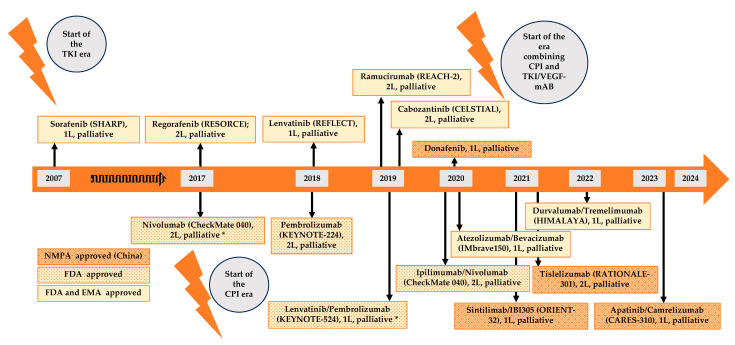 Start of
the
TKI era
Start of the
era
combining
CPI and
TKI/VEGF-
mAB
Ramucirumab (REACH-2),
2L, palliative
Cabozantinib (CELSTIAL),
2L, palliative
Sorafenib (SHARP),
1L, palliative
Regorafenib (RESORCE);
2L, palliative
Lenvatinib (REFLECT),
1L, palliative
Donafenib, 1L, palliative
2007
2017
2018
2019
2020
2021
2022
2023
2024
Nivolumab (CheckMate 040),
2L, palliative *
Pembrolizumab
(KEYNOTE-224),
2L, palliative
Durvalumab/Tremelimumab
(HIMALAYA), 1L, palliative
Atezolizumab/Bevacizumab
(IMbrave150), 1L, palliative
NMPA approved (China)
FDA approved
FDA and EMA approved
Start of
the
CPI era
Ipilimumab/Nivolumab
(CheckMate 040), 2L, palliative
Tislelizumab (RATIONALE-
301), 2L, palliative
Lenvatinib/Pembrolizumab
(KEYNOTE-524), 1L, palliative *
Sintilimab/IBI305 (ORIENT-
32), 1L, palliative
Apatinib/Camrelizumab
(CARES-310), 1L, palliative